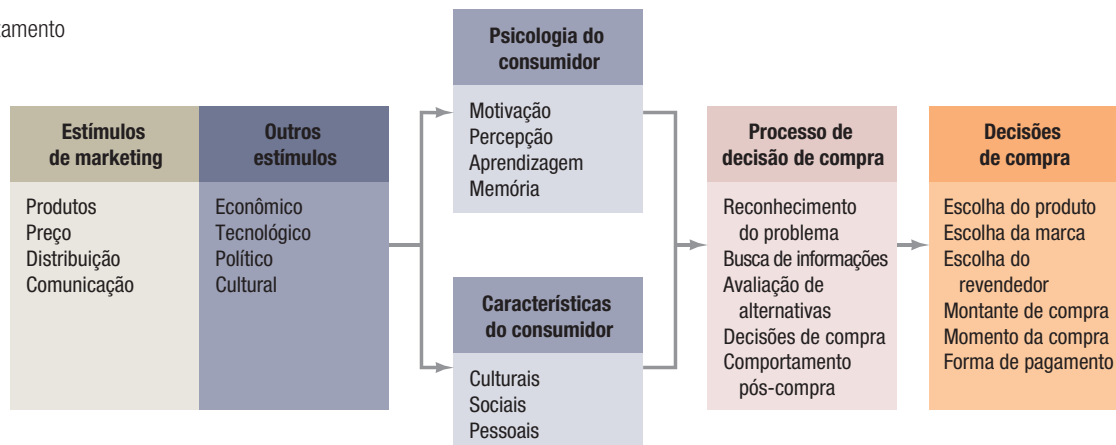 Estímulos
de marketing
Produtos
Preço
Distribuição
Comunicação
Outros
estímulos
Econômico
Tecnológico
Político
Cultural
Psicologia do
consumidor
Motivação
Percepção
Aprendizagem
Memória
Características
do consumidor
Culturais
Sociais
Pessoais
Processo de
decisão de compra
Reconhecimento
do problema
Busca de informações
Avaliação de
alternativas
Decisões de compra
Comportamento
pós-compra
Decisões
de compra
Escolha do produto
Escolha da marca
Escolha do
revendedor
Montante de compra
Momento da compra
Forma de pagamento